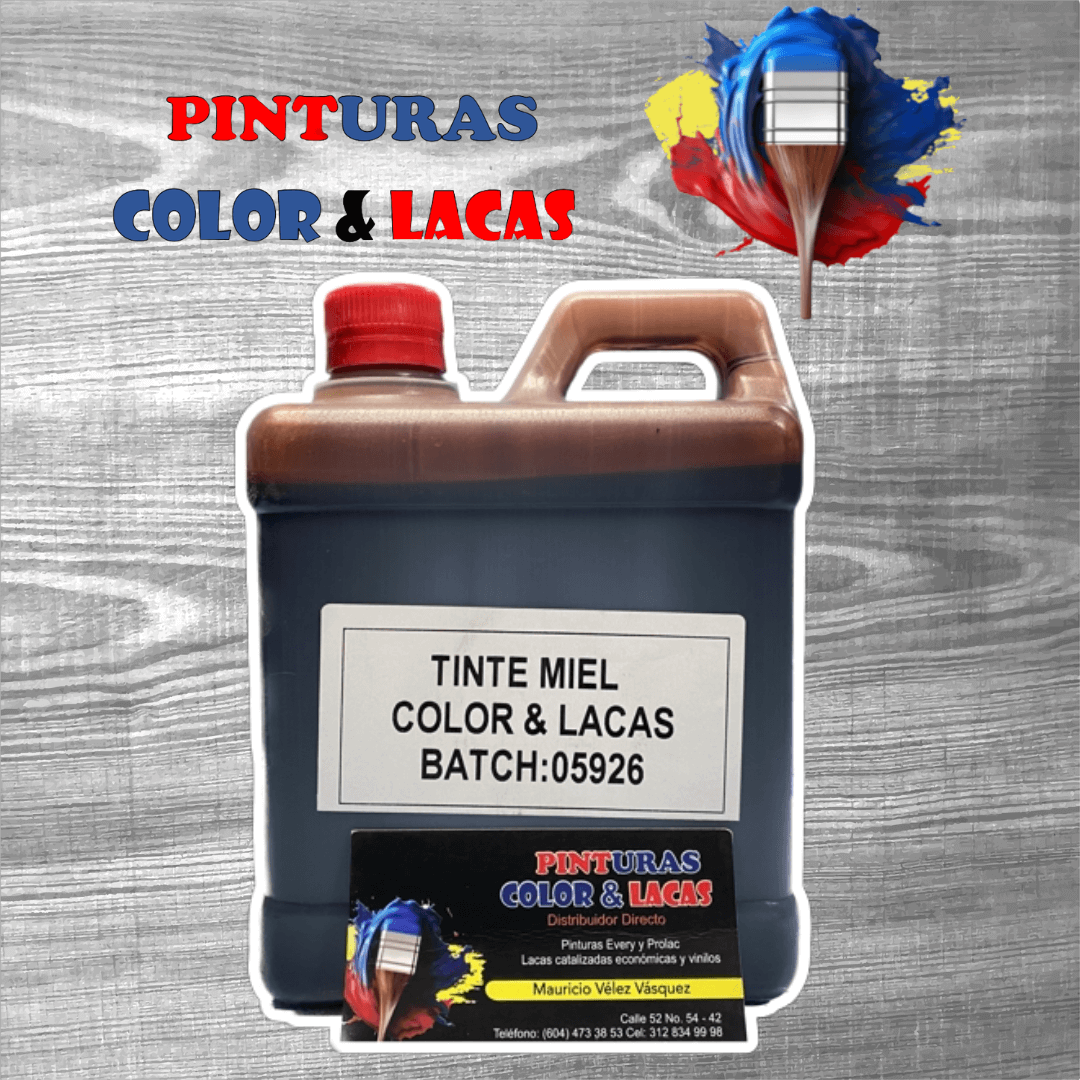 PINTURAS
COLOR & LACAS
TINTE MIEL
COLOR & LACAS
BATCH:05926
PINTURAS
COLOR & LACAS
Distribuidor Directo
Pinturas Every y Prolac
Lacas catalizadas económicas y vinilos
Mauricio Vélez Vásquez
Calle 52 No. 54 - 42
Teléfono: (604) 473 38 53 Cel: 312 834 99 98